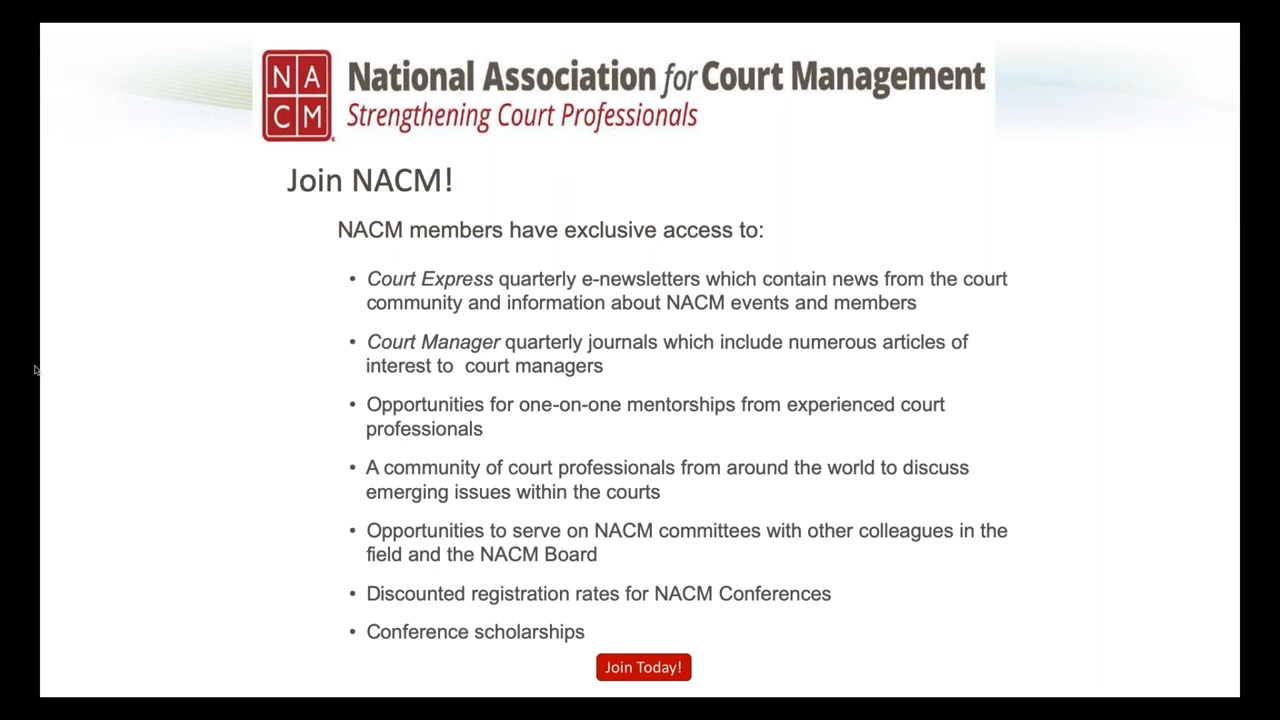 N A
C M
National Association for Court Management
Strengthening Court Professionals
Join NACM!
NACM members have exclusive access to:
• Court Express quarterly e-newsletters which contain news from the court
community and information about NACM events and members
• Court Manager quarterly journals which include numerous articles of
interest to  court managers
• Opportunities for one-on-one mentorships from experienced court
professionals
• A community of court professionals from around the world to discuss
emerging issues within the courts
• Opportunities to serve on NACM committees with other colleagues in the
field and the NACM Board
• Discounted registration rates for NACM Conferences
• Conference scholarships
Join Today!